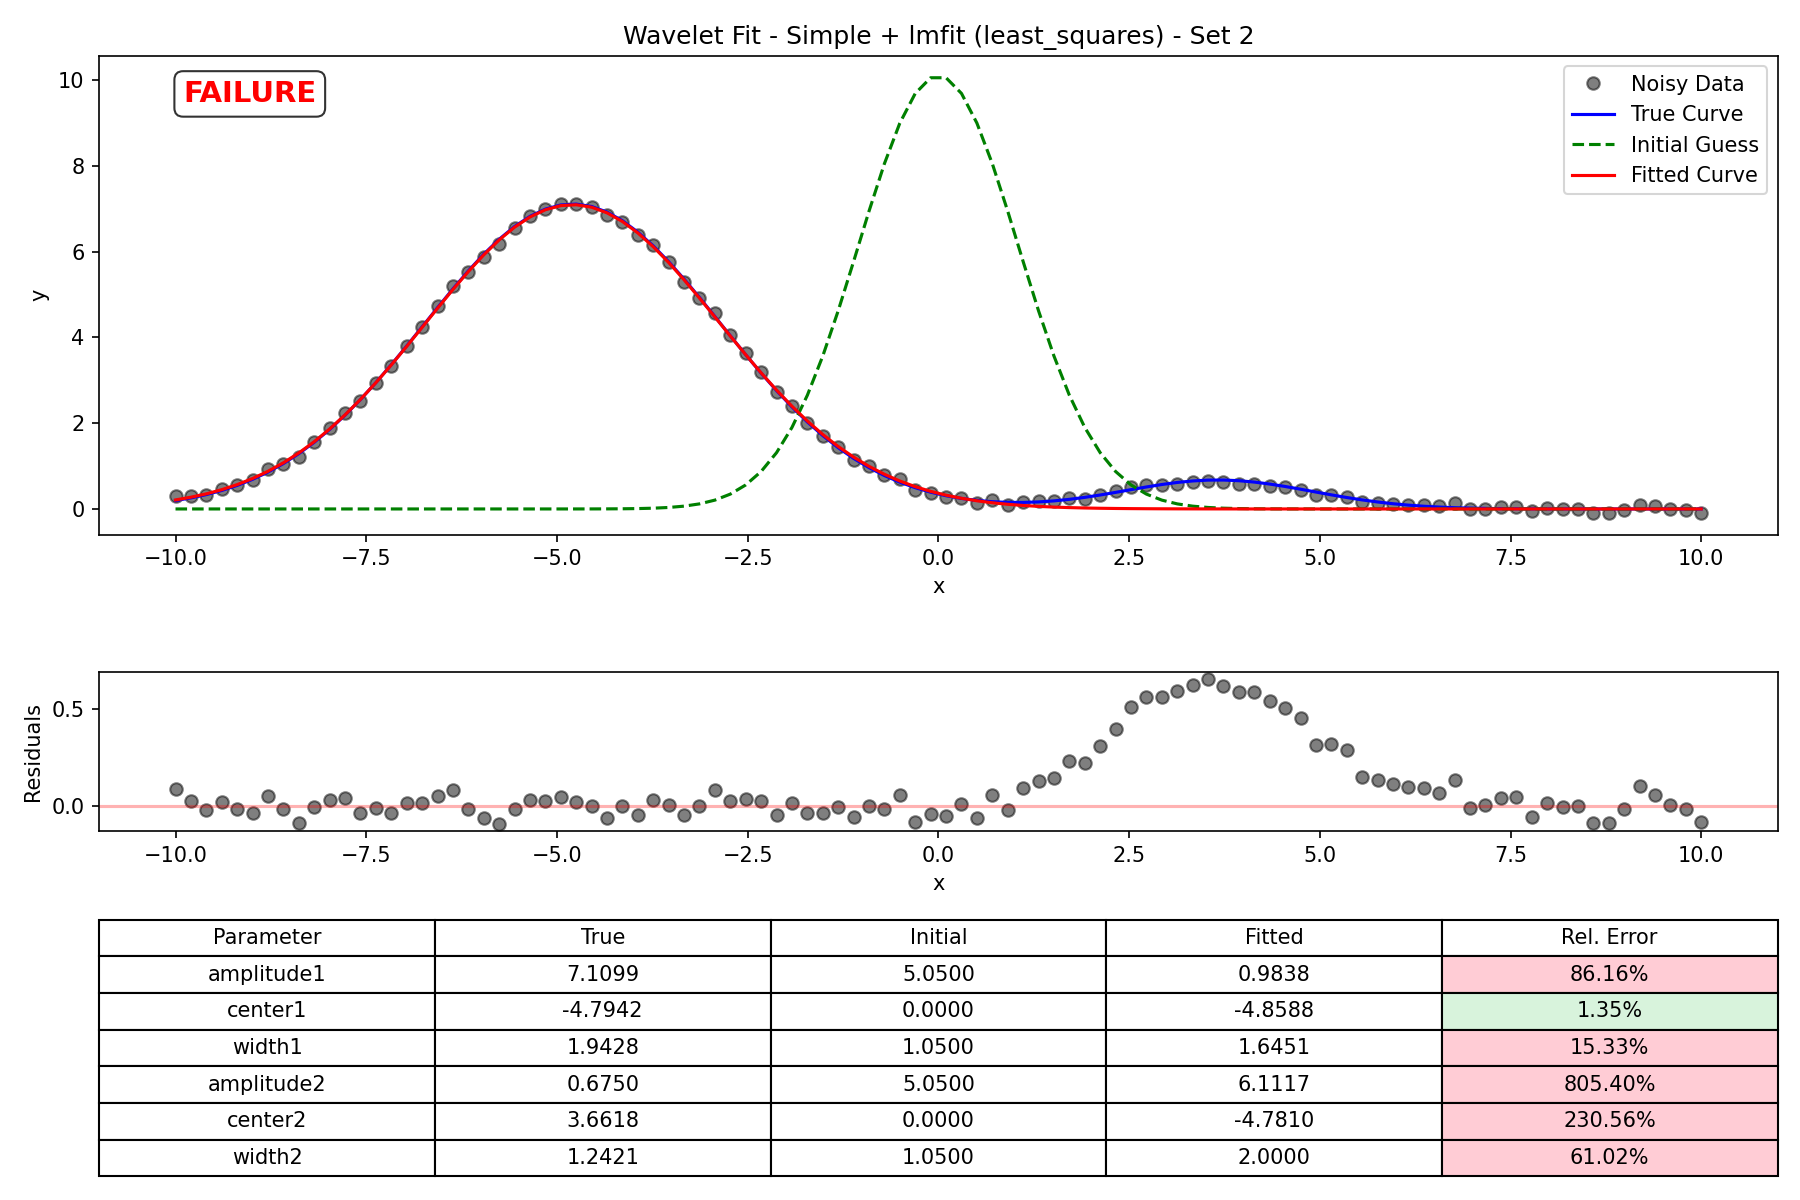 Wavelet Fit - Simple + lmfit (least_squares) - Set 2
FAILURE
Noisy Data
True Curve
Initial Guess
Fitted Curve
10
8
6
4
2
0
y
−10.0 −7.5 −5.0 −2.5 0.0 2.5 5.0 7.5 10.0
x
0.5
0.0
Residuals
−10.0 −7.5 −5.0 −2.5 0.0 2.5 5.0 7.5 10.0
x
Parameter True Initial Fitted Rel. Error
amplitude1 7.1099 5.0500 0.9838 86.16%
center1 -4.7942 0.0000 -4.8588 1.35%
width1 1.9428 1.0500 1.6451 15.33%
amplitude2 0.6750 5.0500 6.1117 805.40%
center2 3.6618 0.0000 -4.7810 230.56%
width2 1.2421 1.0500 2.0000 61.02%